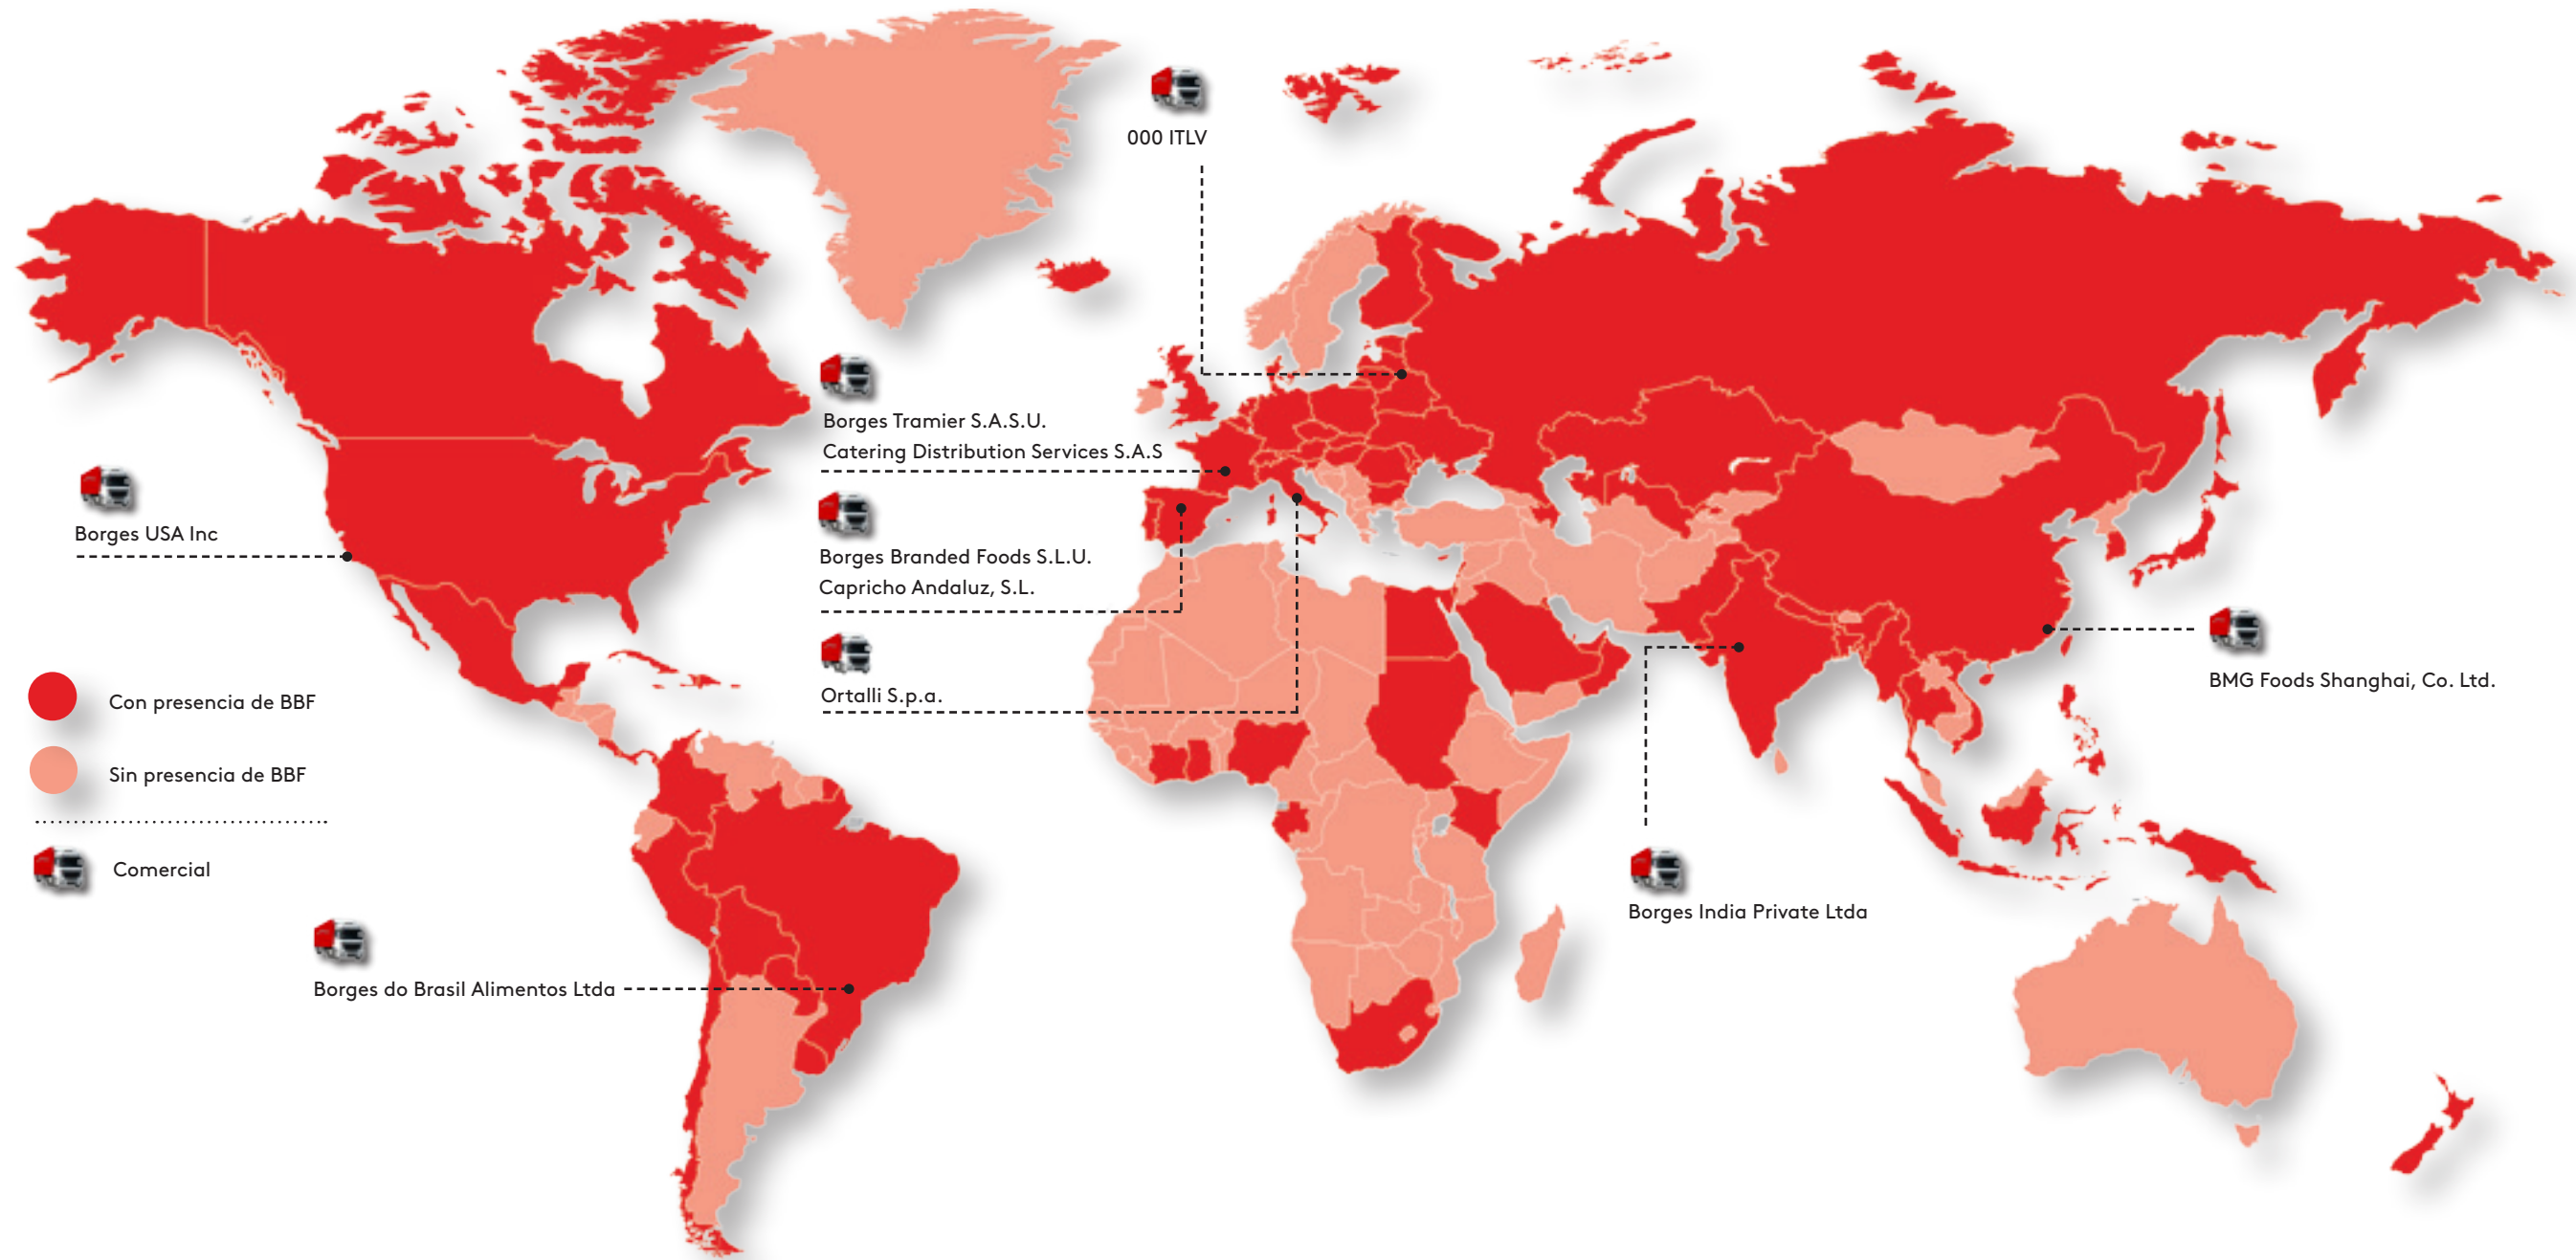 000 ITLV
Borges Tramier S.A.S.U.
Catering Distribution Services S.A.S
Borges USA Inc
Borges Branded Foods S.L.U.
Capricho Andaluz, S.L.
Ortalli S.p.a.
BMG Foods Shanghai, Co. Ltd.
Con presencia de BBF
Sin presencia de BBF
Comercial
Borges India Private Ltda
Borges do Brasil Alimentos Ltda